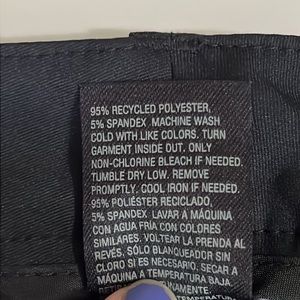 95% RECYCLED POLYESTER,
5% SPANDEX. MACHINE WASH
COLD WITH LIKE COLORS. TURN
GARMENT INSIDE OUT. ONLY
NON-CHLORINE BLEACH IF NEEDED.
TUMBLE DRY LOW. REMOVE
PROMPTLY. COOL IRON IF NEEDED.
95% POLIÉSTER RECICLADO,
5% SPANDEX. LAVAR A MÁQUINA
CON AGUA FRÍA CON COLORES
SIMILARES. VOLTEAR LA PRENDA AL
REVÉS, SÓLO BLANQUEADOR SIN
CLORO SI ES NECESARIO. SECAR A
MÁQUINA A TEMPERATURA BAJA.
TEMPERATURA